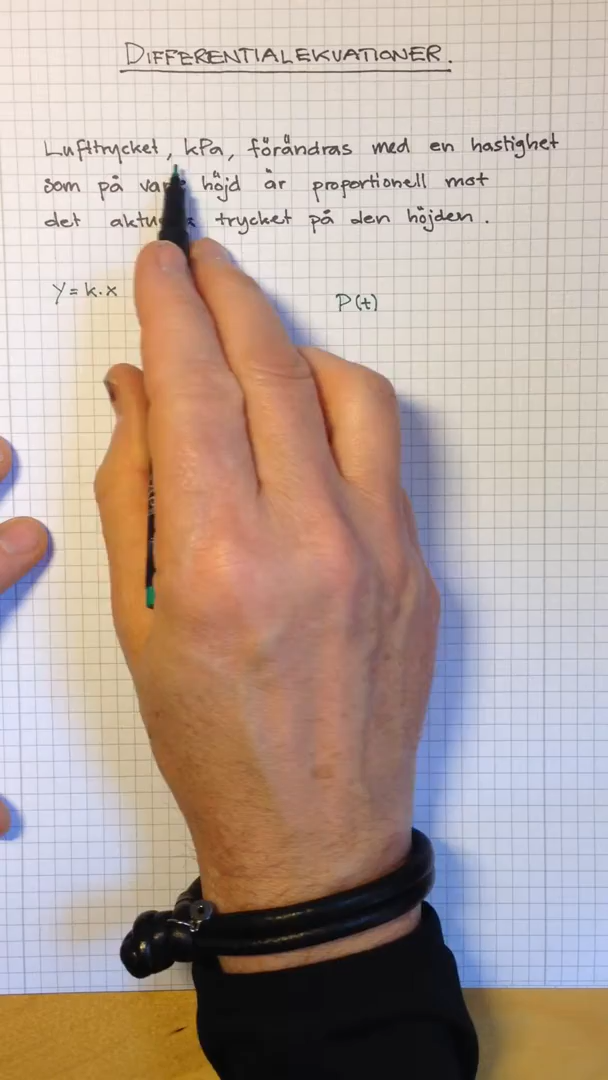 DIFFERENTIALEKVATIONER.
Lufttrycket, kPa, förändras med en hastighet
som på höjd är proportionell mot
det trycket på den höjden.
y = k·x
P(t)